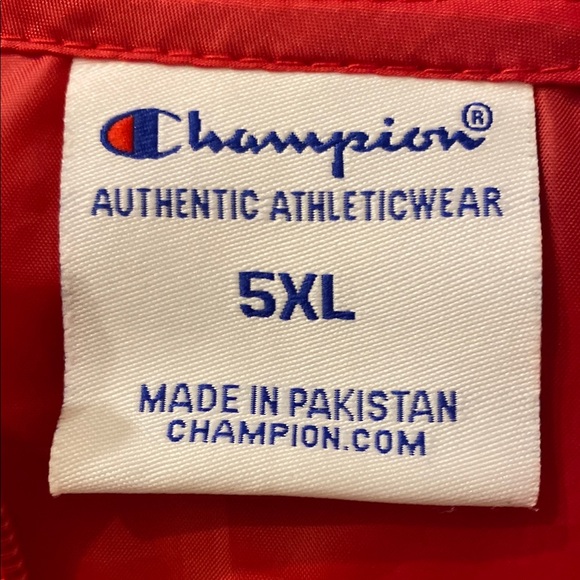 Champion®
AUTHENTIC ATHLETICWEAR
5XL
MADE IN PAKISTAN
CHAMPION.COM